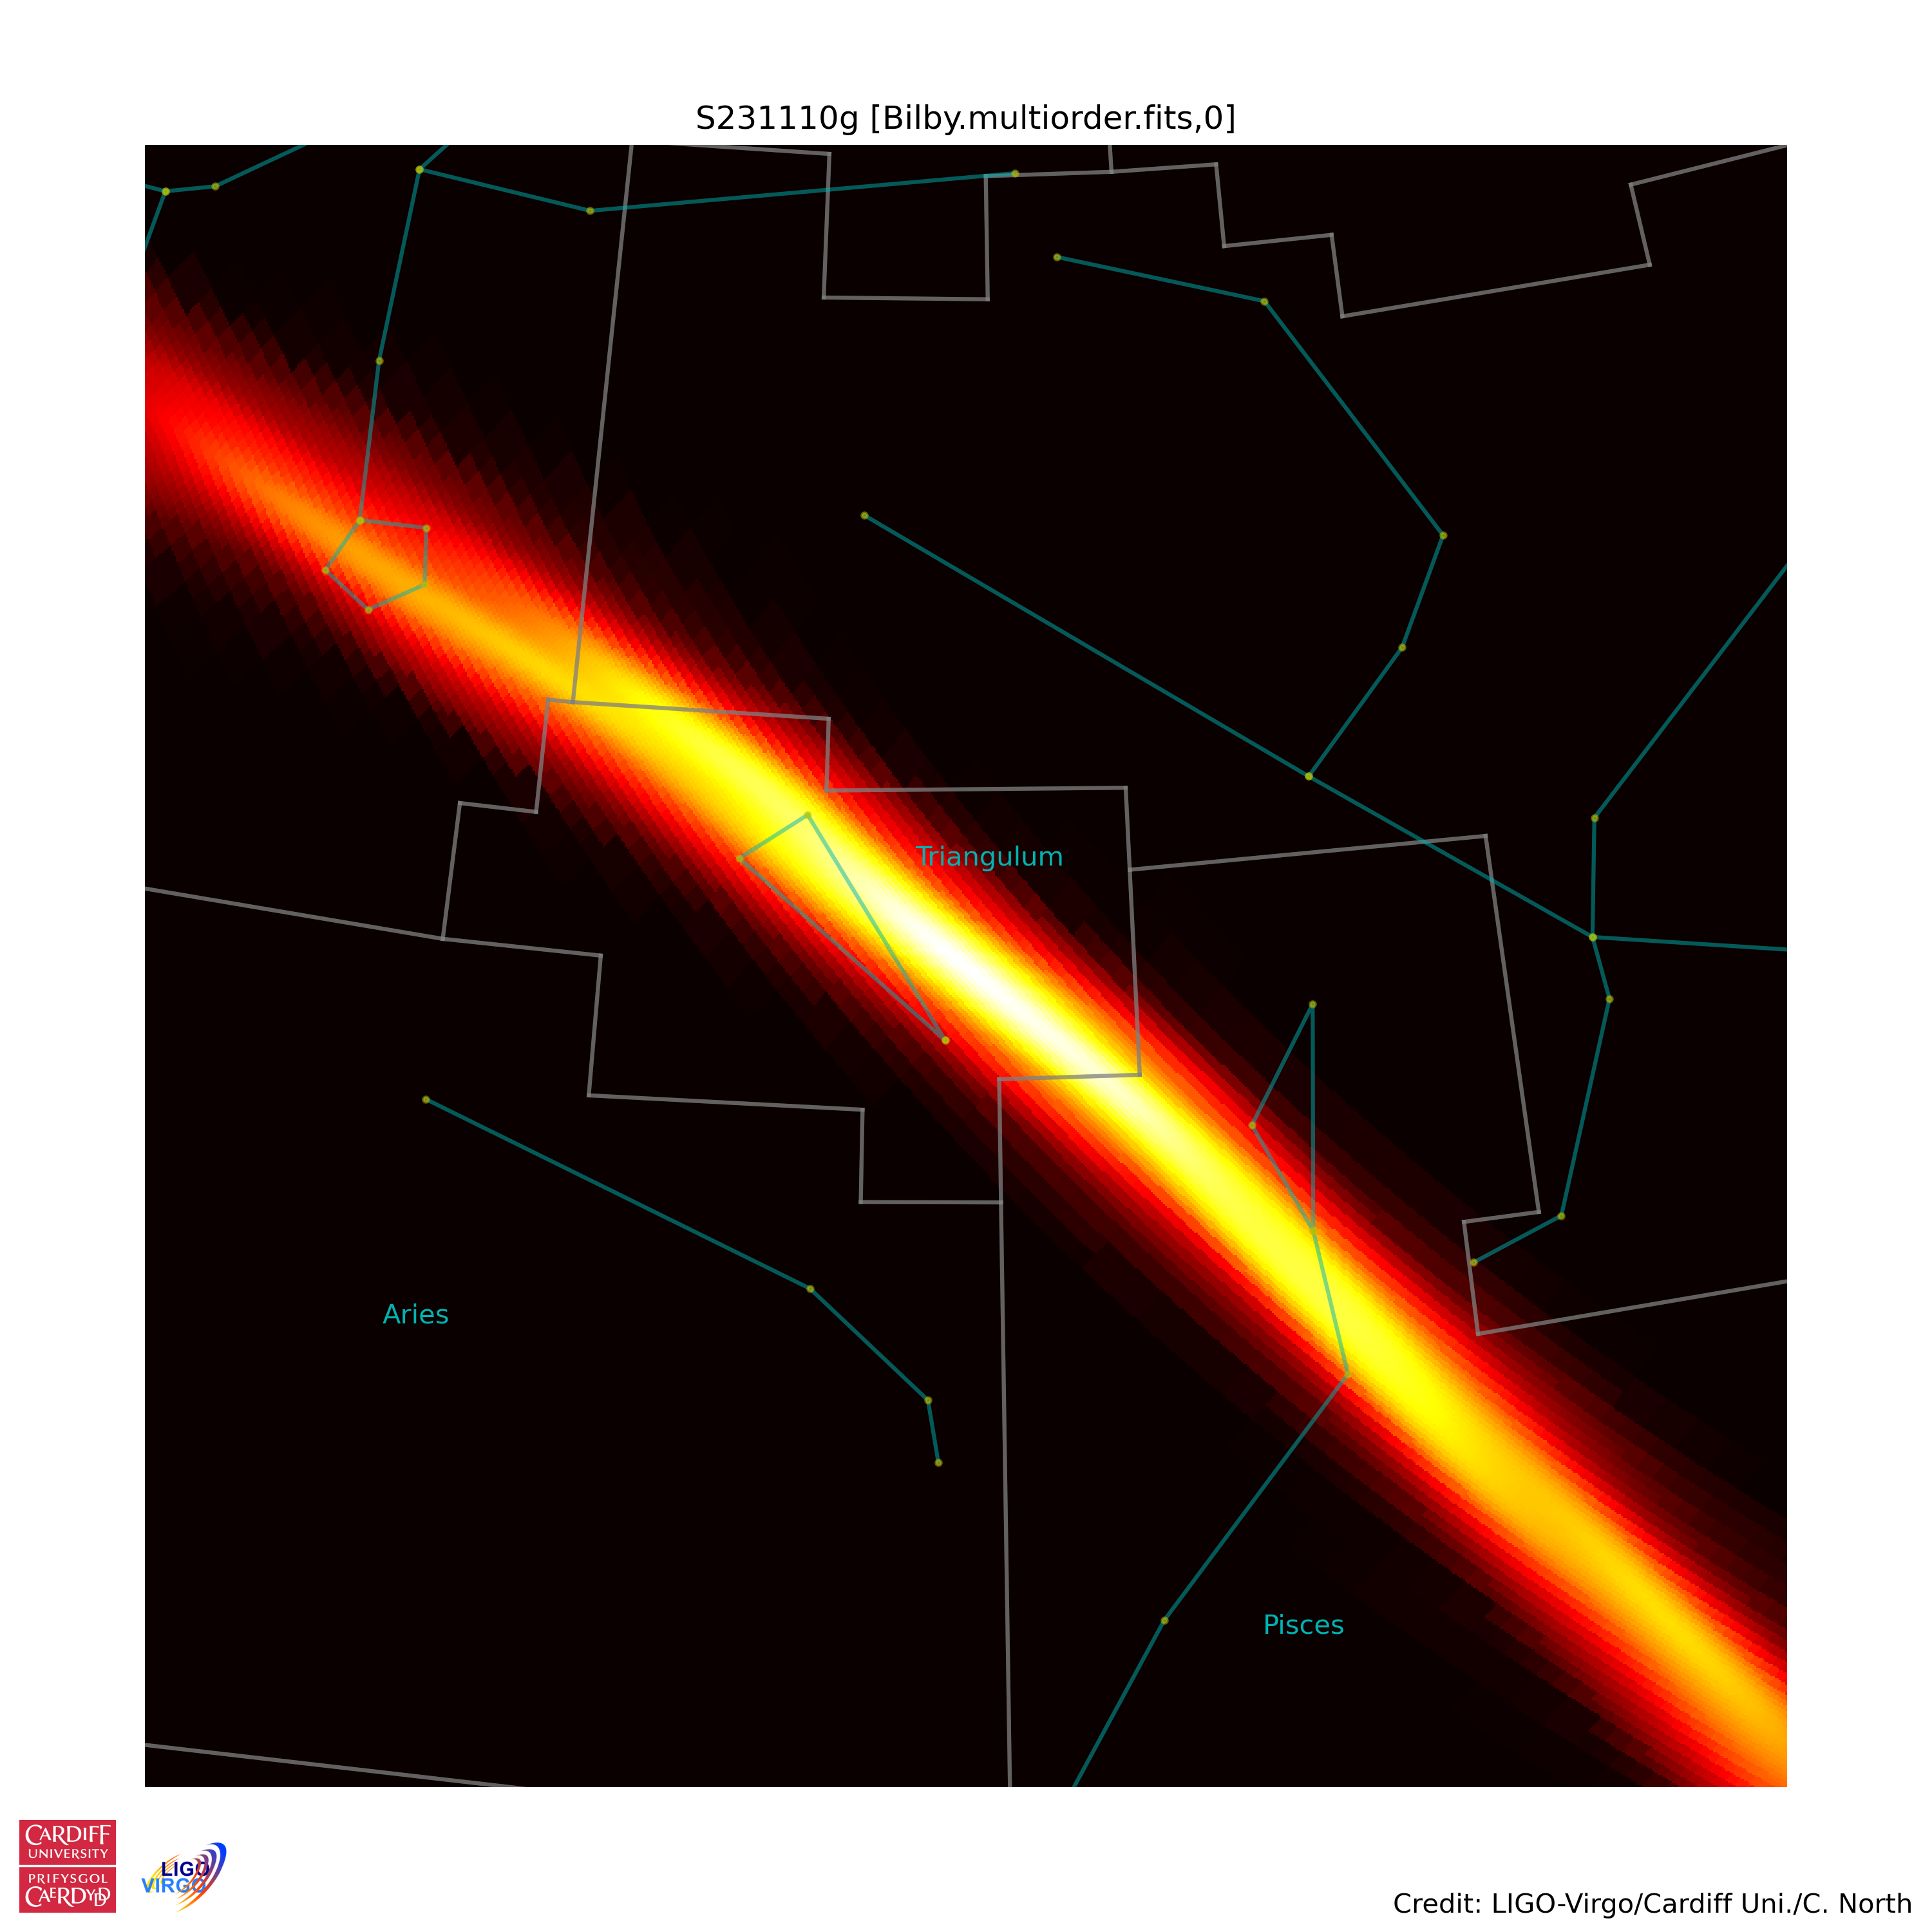 S231110g [Bilby.multiorder.fits,0]
Triangulum
Aries
Pisces
CARDIFF
UNIVERSITY
PRIFYSGOL
CAERDYDD
LIGO
VIRGO
Credit: LIGO-Virgo/Cardiff Uni./C. North